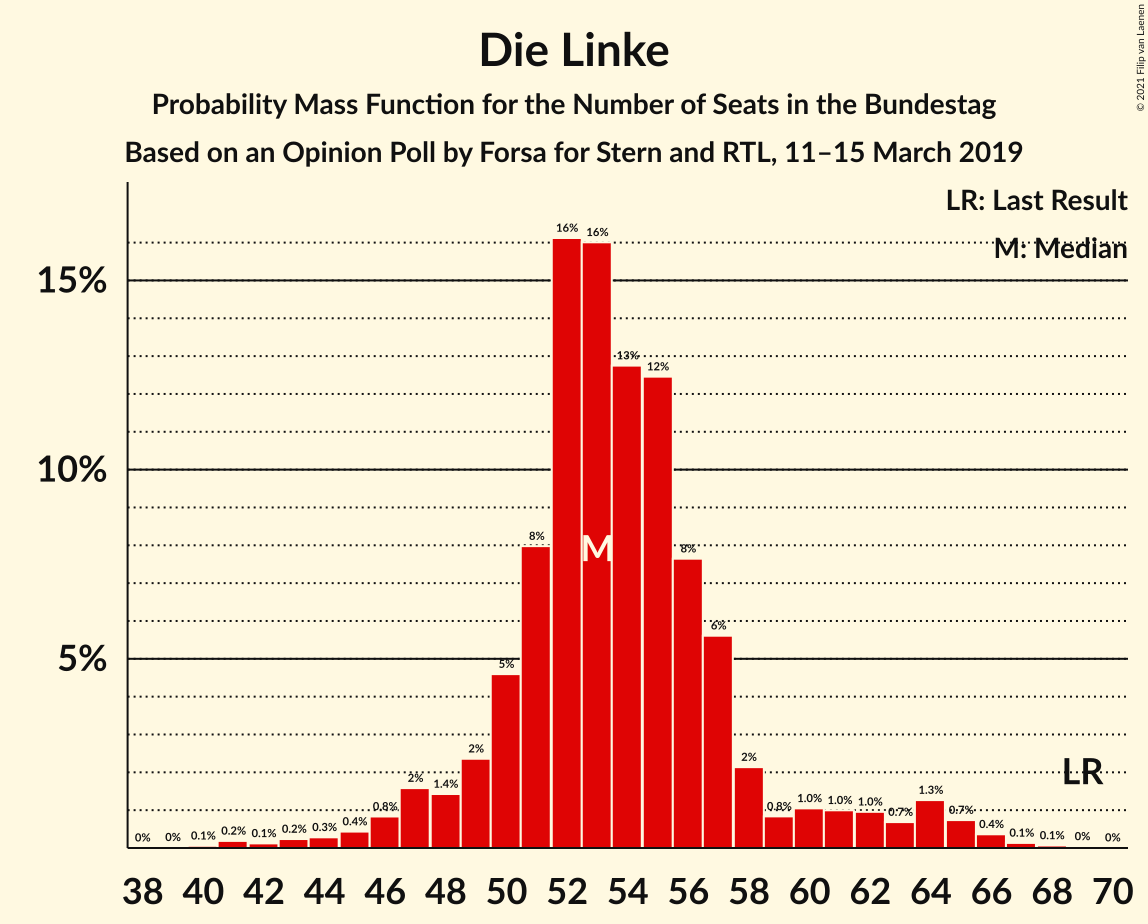 Die Linke
Probability Mass Function for the Number of Seats in the Bundestag
Based on an Opinion Poll by Forsa for Stern and RTL, 11–15 March 2019
© 2021 Filip van Laenen
LR: Last Result
M: Median
15%
10%
5%
0% 0% 0.1% 0.2% 0.1% 0.2% 0.3% 0.4% 0.8% 2% 1.4% 2% 5% 8% 16% 16% 13% 12% 8% 6% 2% 0.8% 1.0% 1.0% 1.0% 0.7% 1.3% 0.7% 0.4% 0.1% 0.1% 0% 0%
M
LR
38 40 42 44 46 48 50 52 54 56 58 60 62 64 66 68 70